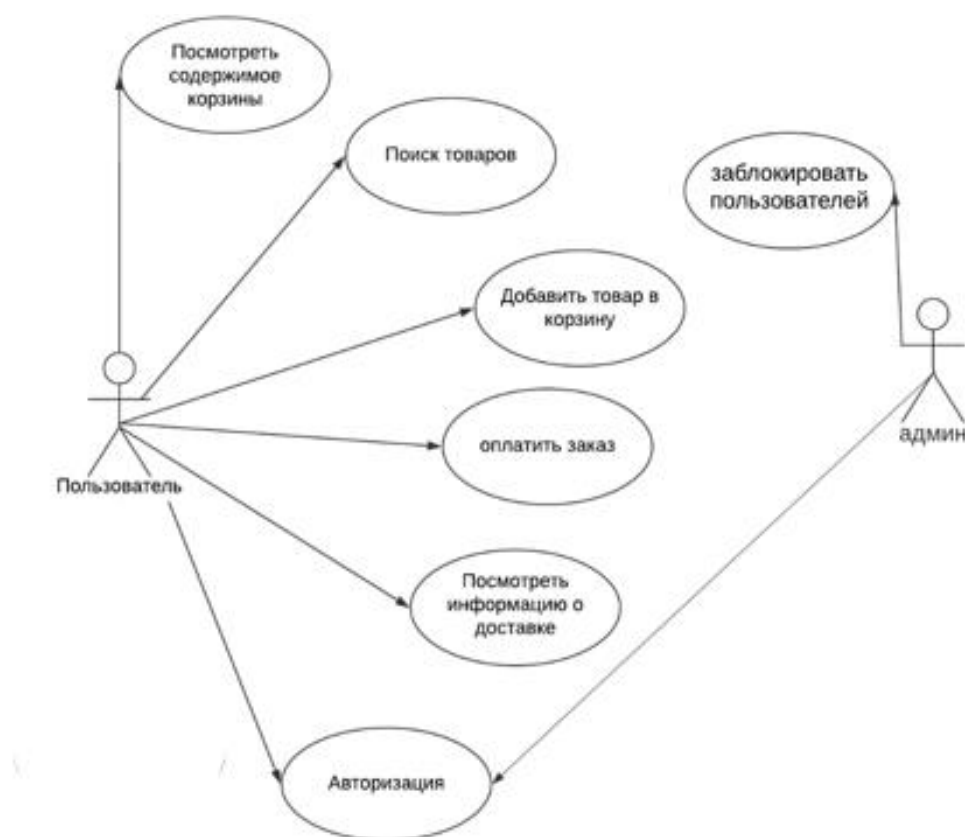 Посмотреть
содержимое
корзины
Поиск товаров
заблокировать
пользователей
Добавить товар в
корзину
оплатить заказ
админ
Пользователь
Посмотреть
информацию о
доставке
Авторизация